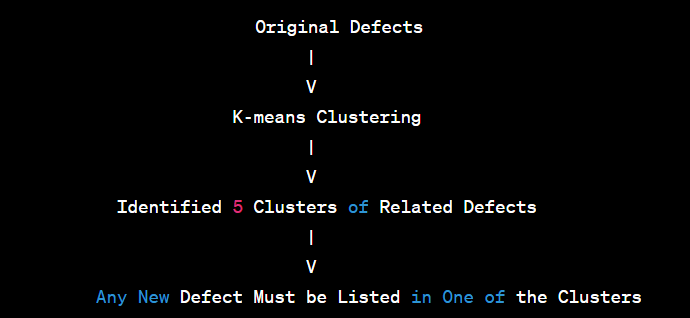 Original Defects
|
V
K-means Clustering
|
V
Identified 5 Clusters of Related Defects
|
V
Any New Defect Must be Listed in One of the Clusters